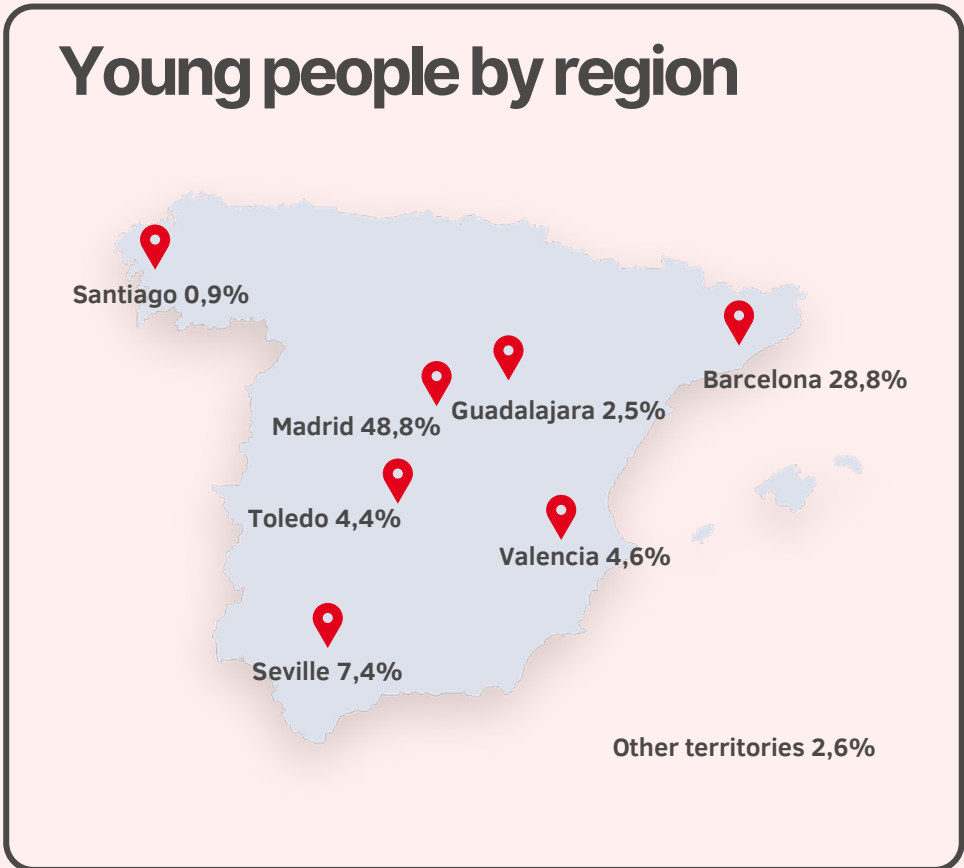 Young people by region
Santiago 0,9%
Barcelona 28,8%
Guadalajara 2,5%
Madrid 48,8%
Toledo 4,4%
Valencia 4,6%
Seville 7,4%
Other territories 2,6%